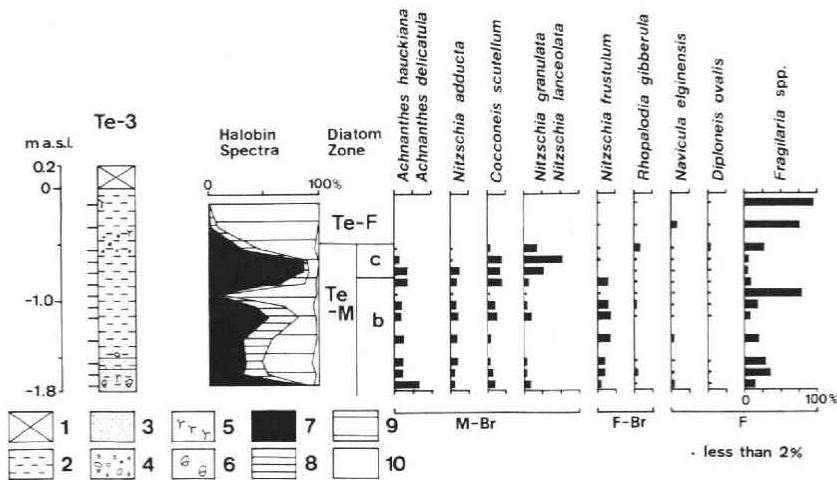 Te-3
m a.s.l.
0.2
0
-1.0
-1.8
Halobin
Spectra
0 100%
Diatom
Zone
Te-F
Te
-M
c
b
Achnanthes hauckiana
Achnanthes delicatula
Nitzschia adducta
Cocconeis scutellum
Nitzschia granulata
Nitzschia lanceolata
Nitzschia frustulum
Rhopalodia gibberula
Navicula elginensis
Diploneis ovalis
Fragilaria spp.
0 100%
M-Br F-Br F
1 3 5 7 9
2 4 6 8 10
· less than 2%